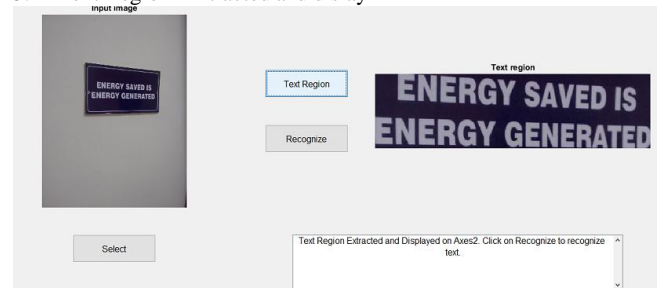 Input image
Text region
ENERGY SAVED IS
ENERGY GENERATED
Text Region
ENERGY SAVED IS
ENERGY GENERATED
Recognize
Select
Text Region Extracted and Displayed on Axes2. Click on Recognize to recognize
text.